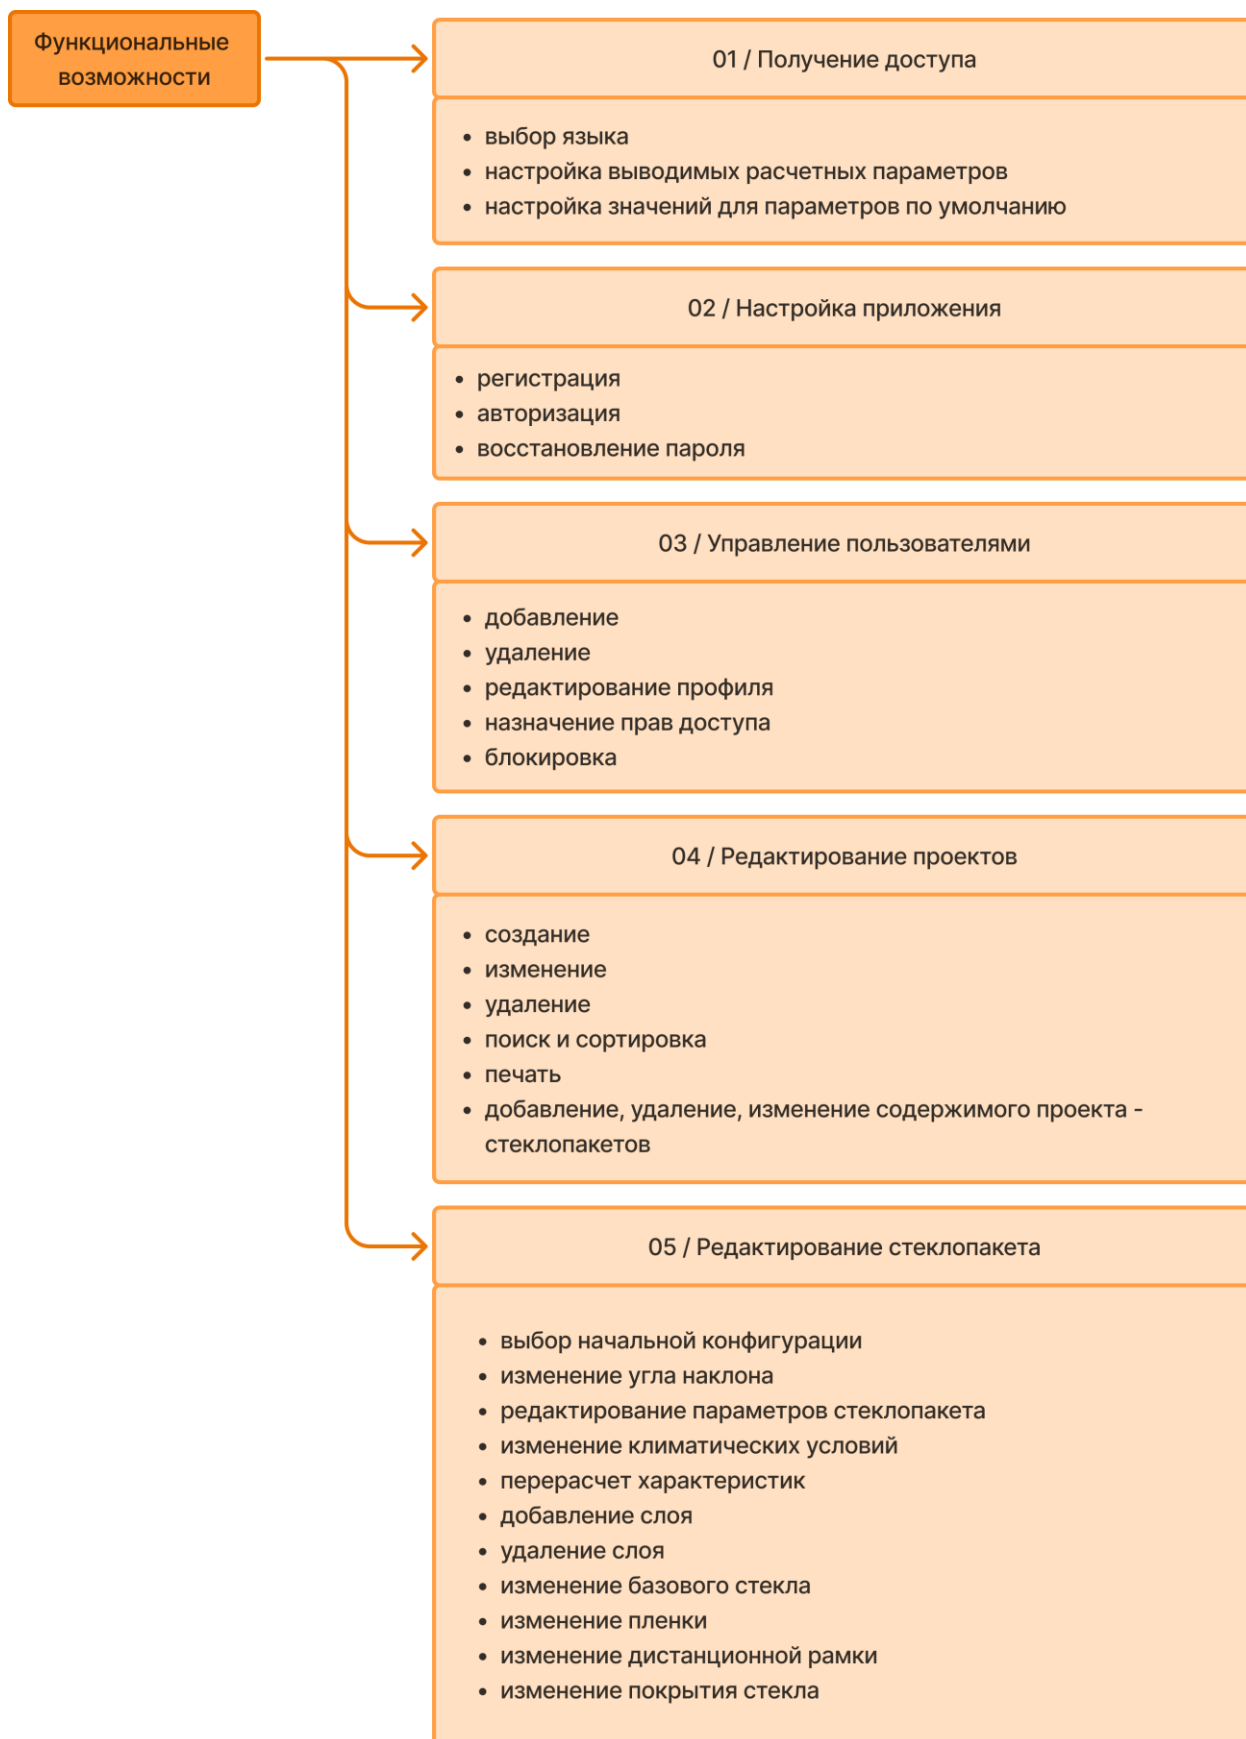 Функциональные
возможности
01 / Получение доступа
• выбор языка
• настройка выводимых расчетных параметров
• настройка значений для параметров по умолчанию
02 / Настройка приложения
• регистрация
• авторизация
• восстановление пароля
03 / Управление пользователями
• добавление
• удаление
• редактирование профиля
• назначение прав доступа
• блокировка
04 / Редактирование проектов
• создание
• изменение
• удаление
• поиск и сортировка
• печать
• добавление, удаление, изменение содержимого проекта -
стеклопакетов
05 / Редактирование стеклопакета
• выбор начальной конфигурации
• изменение угла наклона
• редактирование параметров стеклопакета
• изменение климатических условий
• перерасчет характеристик
• добавление слоя
• удаление слоя
• изменение базового стекла
• изменение пленки
• изменение дистанционной рамки
• изменение покрытия стекла